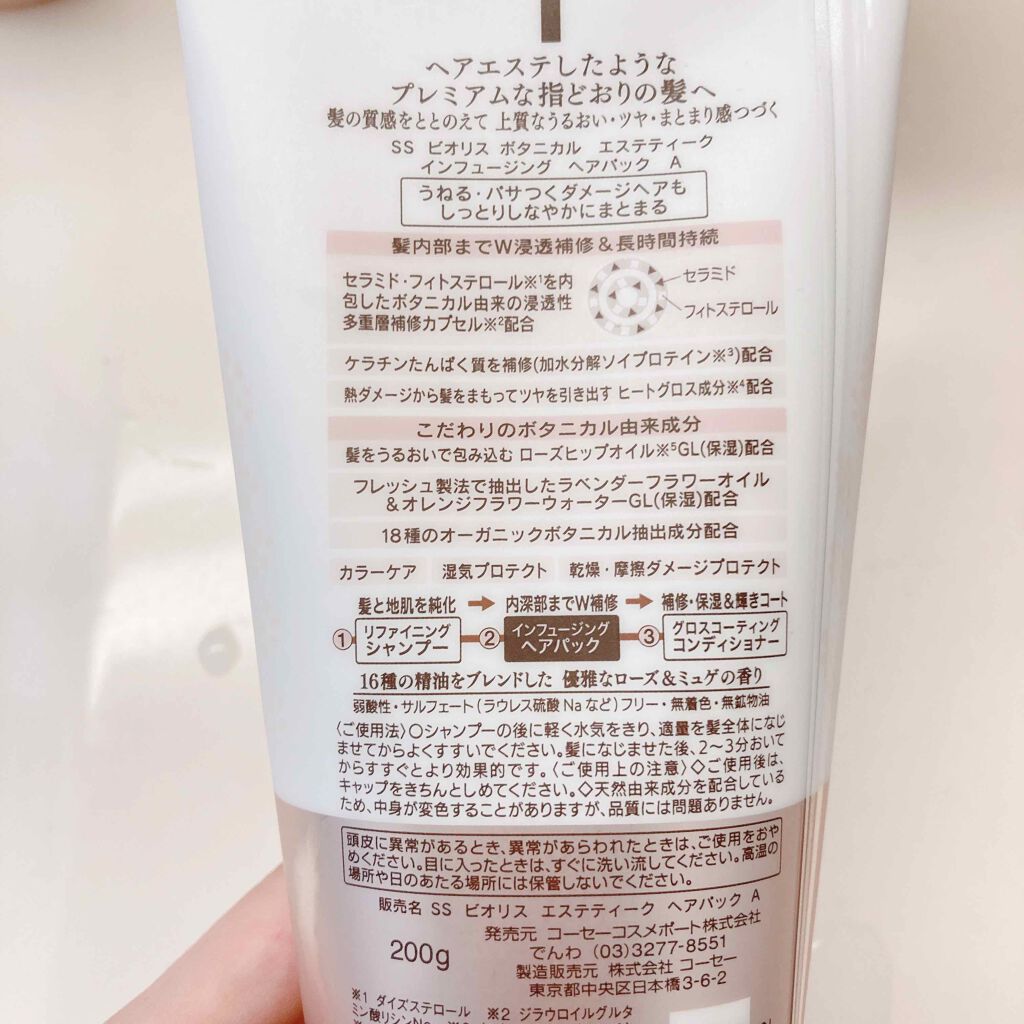 ヘアエステしたような
プレミアムな指どおりの髪へ
髪の質感をととのえて 上質なうるおい・ツヤ・まとまり感つづく
SS ビオリス ボタニカル エステティーク
インフュージング ヘアパック A
うねる・パサつくダメージヘアも
しっとりしなやかにまとまる
髪内部までW浸透補修＆長時間持続
セラミド・フィトステロール※1を内
包したボタニカル由来の浸透性
多重層補修カプセル※2配合
セラミド
フィトステロール
ケラチンたんぱく質を補修(加水分解ソイプロテイン※3)配合
熱ダメージから髪をまもってツヤを引き出す ヒートグロス成分※4配合
こだわりのボタニカル由来成分
髪をうるおいで包み込む ローズヒップオイル※5GL(保湿)配合
フレッシュ製法で抽出したラベンダーフラワーオイル
＆オレンジフラワーウォーターGL(保湿)配合
18種のオーガニックボタニカル抽出成分配合
カラーケア 湿気プロテクト 乾燥・摩擦ダメージプロテクト
髪と地肌を純化 → 内深部までW補修 → 補修・保湿＆輝きコート
① リファイニング シャンプー ② インフュージング ヘアパック ③ グロスコーティング コンディショナー
16種の精油をブレンドした 優雅なローズ＆ミュゲの香り
弱酸性・サルフェート(ラウレス硫酸Naなど)フリー・無着色・無鉱物油
〈ご使用法〉○シャンプーの後に軽く水気をきり、適量を髪全体になじ
ませてからよくすすいでください。髪になじませた後、2～3分おいて
からすすぐとより効果的です。〈ご使用上の注意〉◇ご使用後は、
キャップをきちんとしめてください。◇天然由来成分を配合している
ため、中身が変色することがありますが、品質には問題ありません。
頭皮に異常があるとき、異常があらわれたときは、ご使用をおや
めください。目に入ったときは、すぐに洗い流してください。高温の
場所や日のあたる場所には保管しないでください。
販売名 SS ビオリス エステティーク ヘアパック A
200g
発売元 コーセーコスメポート株式会社
でんわ (03)3277-8551
製造販売元 株式会社 コーセー
東京都中央区日本橋3-6-2
※1 ダイズステロール ※2 ジラウロイルグルタ
ミン酸リシンNa